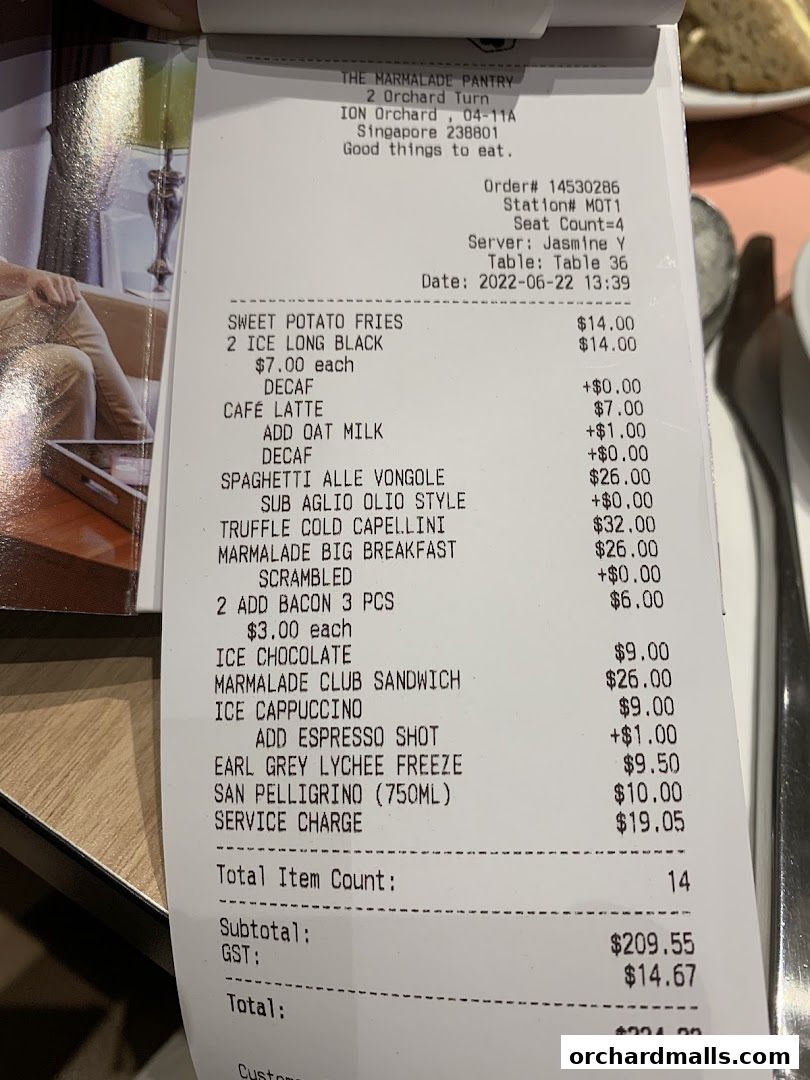 THE MARMALADE PANTRY
2 Orchard Turn
ION Orchard , 04-11A
Singapore 238801
Good things to eat.
Order# 14530286
Station# MOT1
Seat Count=4
Server: Jasmine Y
Table: Table 36
Date: 2022-06-22 13:39
SWEET POTATO FRIES $14.00
2 ICE LONG BLACK $14.00
$7.00 each
DECAF +$0.00
CAFÉ LATTE $7.00
ADD OAT MILK +$1.00
DECAF +$0.00
SPAGHETTI ALLE VONGOLE $26.00
SUB AGLIO OLIO STYLE +$0.00
TRUFFLE COLD CAPELLINI $32.00
MARMALADE BIG BREAKFAST $26.00
SCRAMBLED +$0.00
2 ADD BACON 3 PCS $6.00
$3.00 each
ICE CHOCOLATE $9.00
MARMALADE CLUB SANDWICH $26.00
ICE CAPPUCCINO $9.00
ADD ESPRESSO SHOT +$1.00
EARL GREY LYCHEE FREEZE $9.50
SAN PELLIGRINO (750ML) $10.00
SERVICE CHARGE $19.05
Total Item Count: 14
Subtotal: $209.55
GST: $14.67
Total:
orchardmalls.com